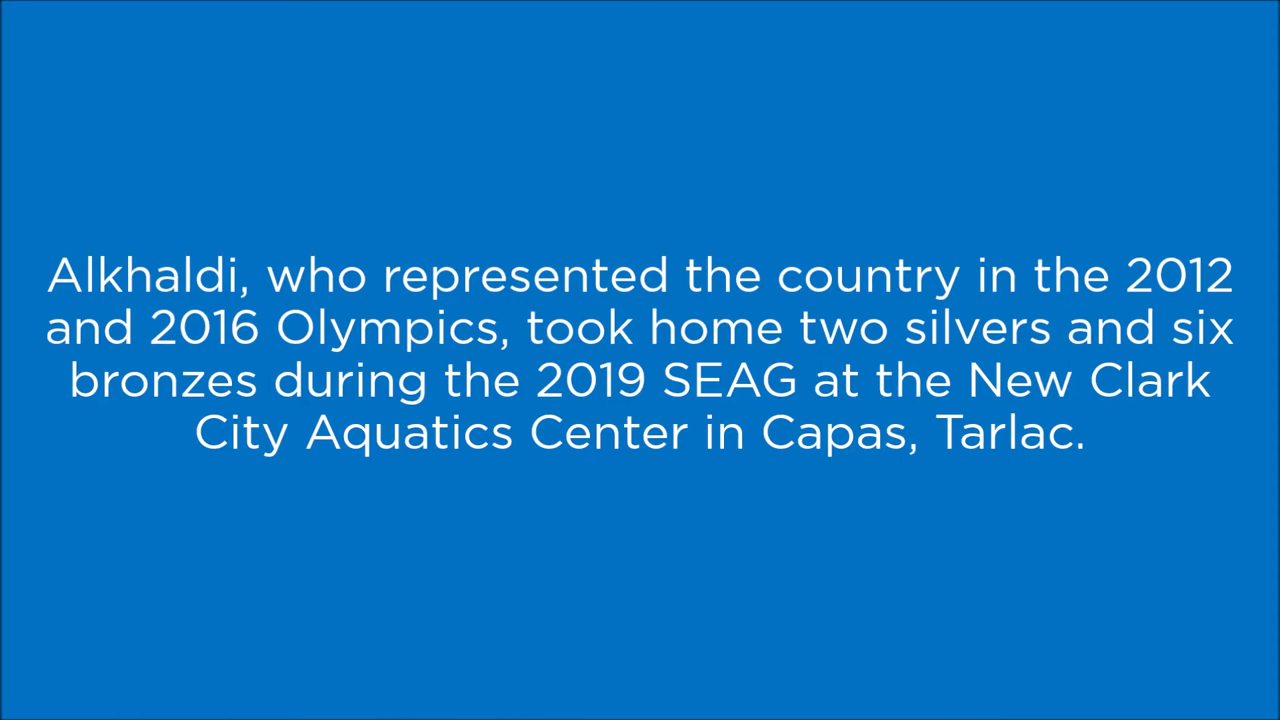 Alkhaldi, who represented the country in the 2012
and 2016 Olympics, took home two silvers and six
bronzes during the 2019 SEAG at the New Clark
City Aquatics Center in Capas, Tarlac.